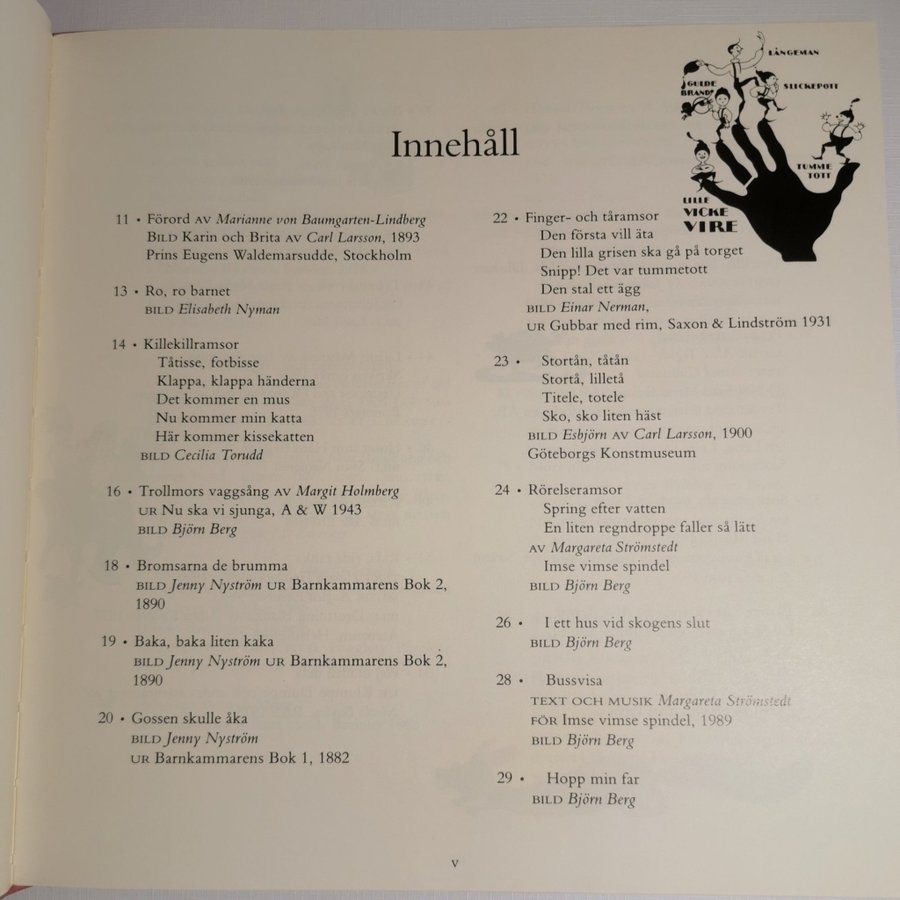 LÅNGEMAN
GULDE
BRAND
SLICKEPOTT
TUMME
TOTT
LILLE
VICKE
VIRE
Innehåll
11 • Förord AV Marianne von Baumgarten-Lindberg
BILD Karin och Brita AV Carl Larsson, 1893
Prins Eugens Waldemarsudde, Stockholm
13 • Ro, ro barnet
BILD Elisabeth Nyman
14 • Killekillramsor
Tåtisse, fotbisse
Klappa, klappa händerna
Det kommer en mus
Nu kommer min katta
Här kommer kissekatten
BILD Cecilia Torudd
16 • Trollmors vaggsång AV Margit Holmberg
UR Nu ska vi sjunga, A & W 1943
BILD Björn Berg
18 • Bromsarna de brumma
BILD Jenny Nyström UR Barnkammarens Bok 2,
1890
19 • Baka, baka liten kaka
BILD Jenny Nyström UR Barnkammarens Bok 2,
1890
20 • Gossen skulle åka
BILD Jenny Nyström
UR Barnkammarens Bok 1, 1882
22 • Finger- och tåramsor
Den första vill äta
Den lilla grisen ska gå på torget
Snipp! Det var tummetott
Den stal ett ägg
BILD Einar Nerman,
UR Gubbar med rim, Saxon & Lindström 1931
23 • Stortån, tåtån
Stortå, lilletå
Titele, totele
Sko, sko liten häst
BILD Esbjörn AV Carl Larsson, 1900
Göteborgs Konstmuseum
24 • Rörelseramsor
Spring efter vatten
En liten regndroppe faller så lätt
AV Margareta Strömstedt
Imse vimse spindel
BILD Björn Berg
26 • I ett hus vid skogens slut
BILD Björn Berg
28 • Bussvisa
TEXT OCH MUSIK Margareta Strömstedt
FÖR Imse vimse spindel, 1989
BILD Björn Berg
29 • Hopp min far
BILD Björn Berg
v